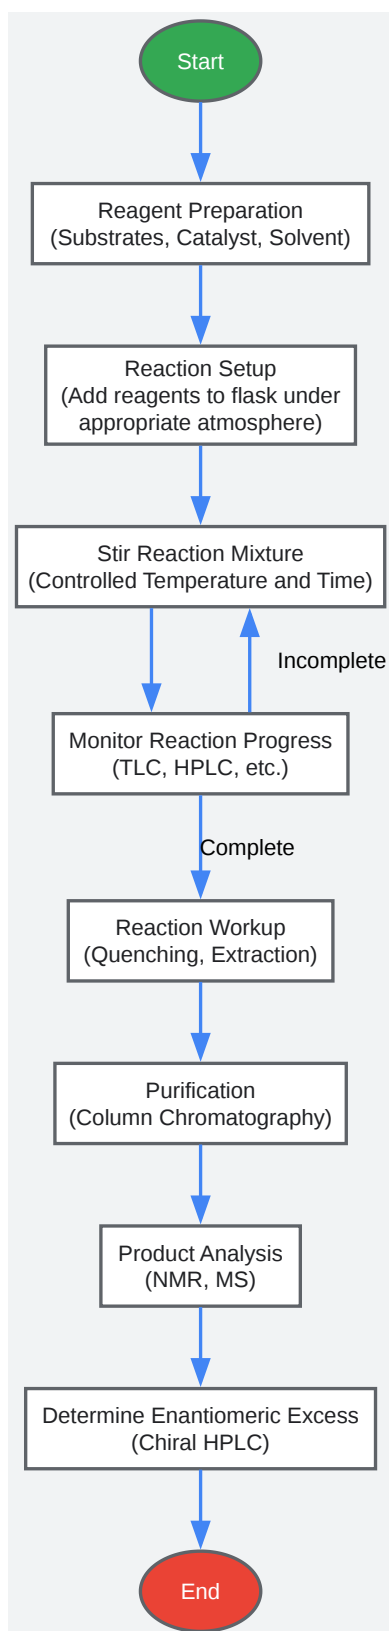 Start
Reagent Preparation
(Substrates, Catalyst, Solvent)
Reaction Setup
(Add reagents to flask under
appropriate atmosphere)
Stir Reaction Mixture
(Controlled Temperature and Time)
Incomplete
Monitor Reaction Progress
(TLC, HPLC, etc.)
Complete
Reaction Workup
(Quenching, Extraction)
Purification
(Column Chromatography)
Product Analysis
(NMR, MS)
Determine Enantiomeric Excess
(Chiral HPLC)
End